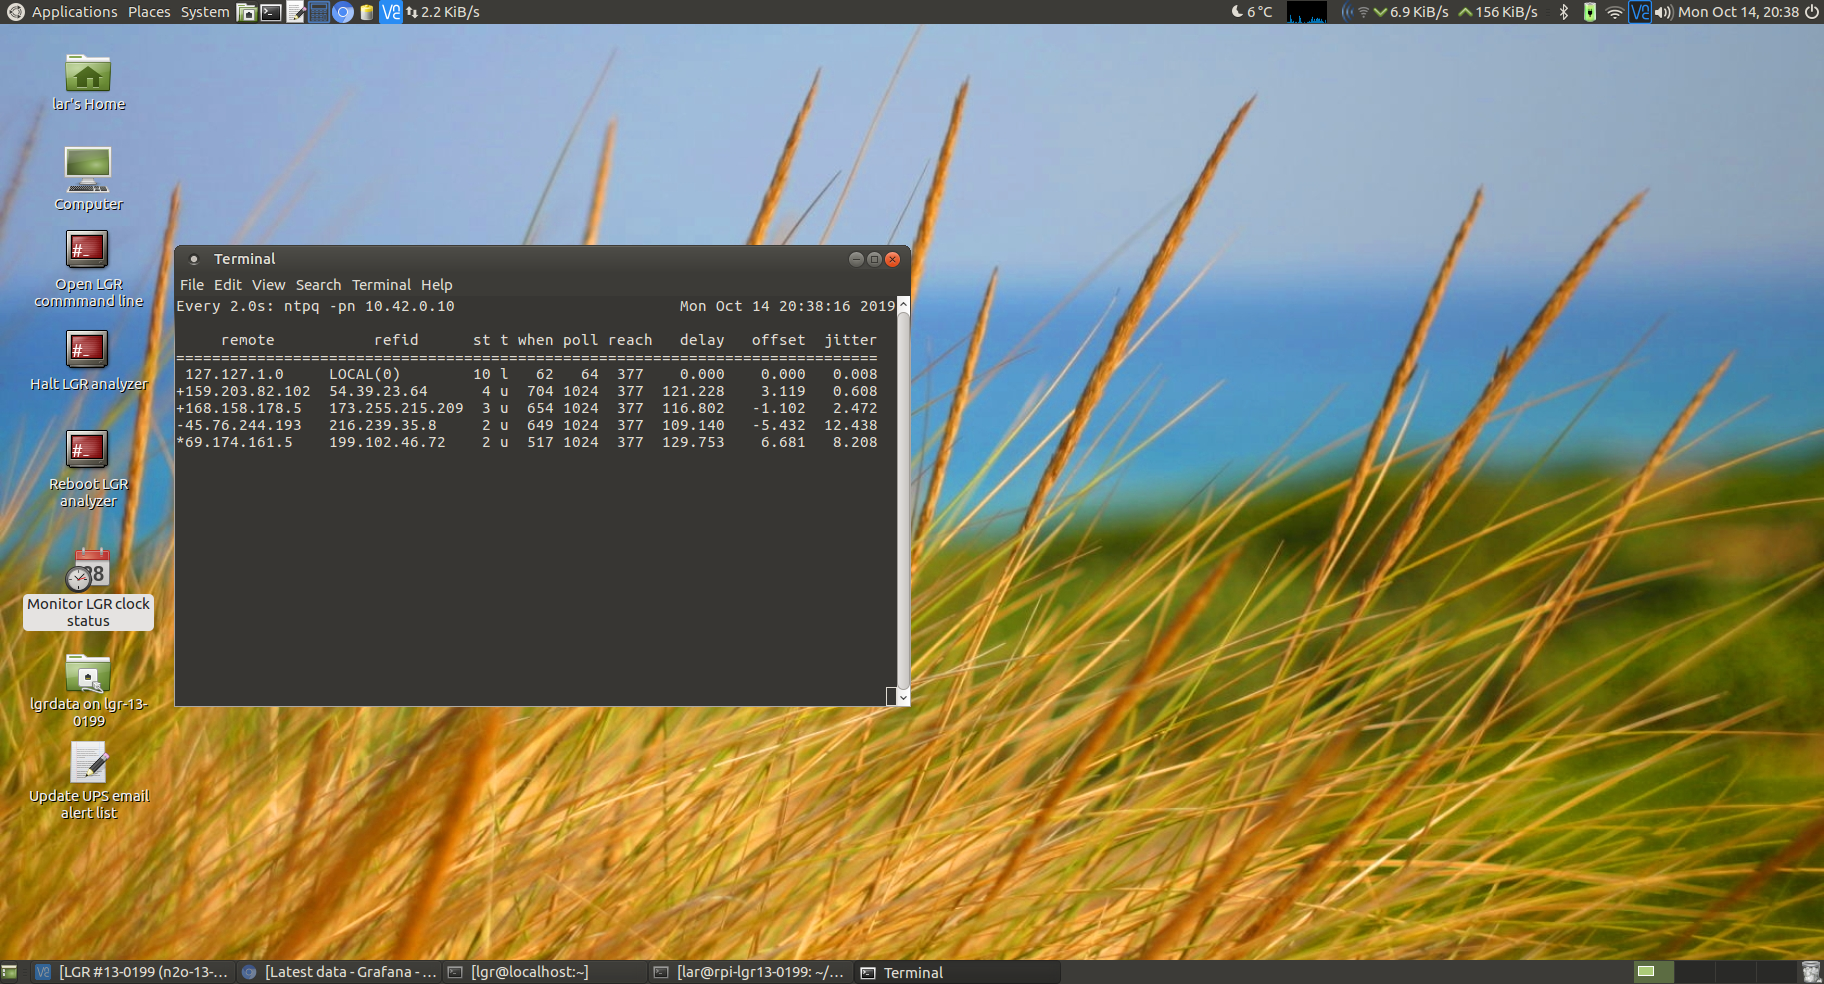 Applications Places System 2.2 KiB/s 6 °C 6.9 KiB/s 156 KiB/s Mon Oct 14, 20:38
lar's Home
Computer
#_
Open LGR
commmand line
#_
Halt LGR analyzer
#_
Reboot LGR
analyzer
28
Monitor LGR clock
status
lgrdata on lgr-13-
0199
Update UPS email
alert list
Terminal
File Edit View Search Terminal Help
Every 2.0s: ntpq -pn 10.42.0.10 Mon Oct 14 20:38:16 2019
remote refid st t when poll reach delay offset jitter
==============================================================================
127.127.1.0 LOCAL(0) 10 l 62 64 377 0.000 0.000 0.008
+159.203.82.102 54.39.23.64 4 u 704 1024 377 121.228 3.119 0.608
+168.158.178.5 173.255.215.209 3 u 654 1024 377 116.802 -1.102 2.472
-45.76.244.193 216.239.35.8 2 u 649 1024 377 109.140 -5.432 12.438
*69.174.161.5 199.102.46.72 2 u 517 1024 377 129.753 6.681 8.208
[LGR #13-0199 (n2o-13-... [Latest data - Grafana - ... [lgr@localhost:~] [lar@rpi-lgr13-0199: ~/... Terminal